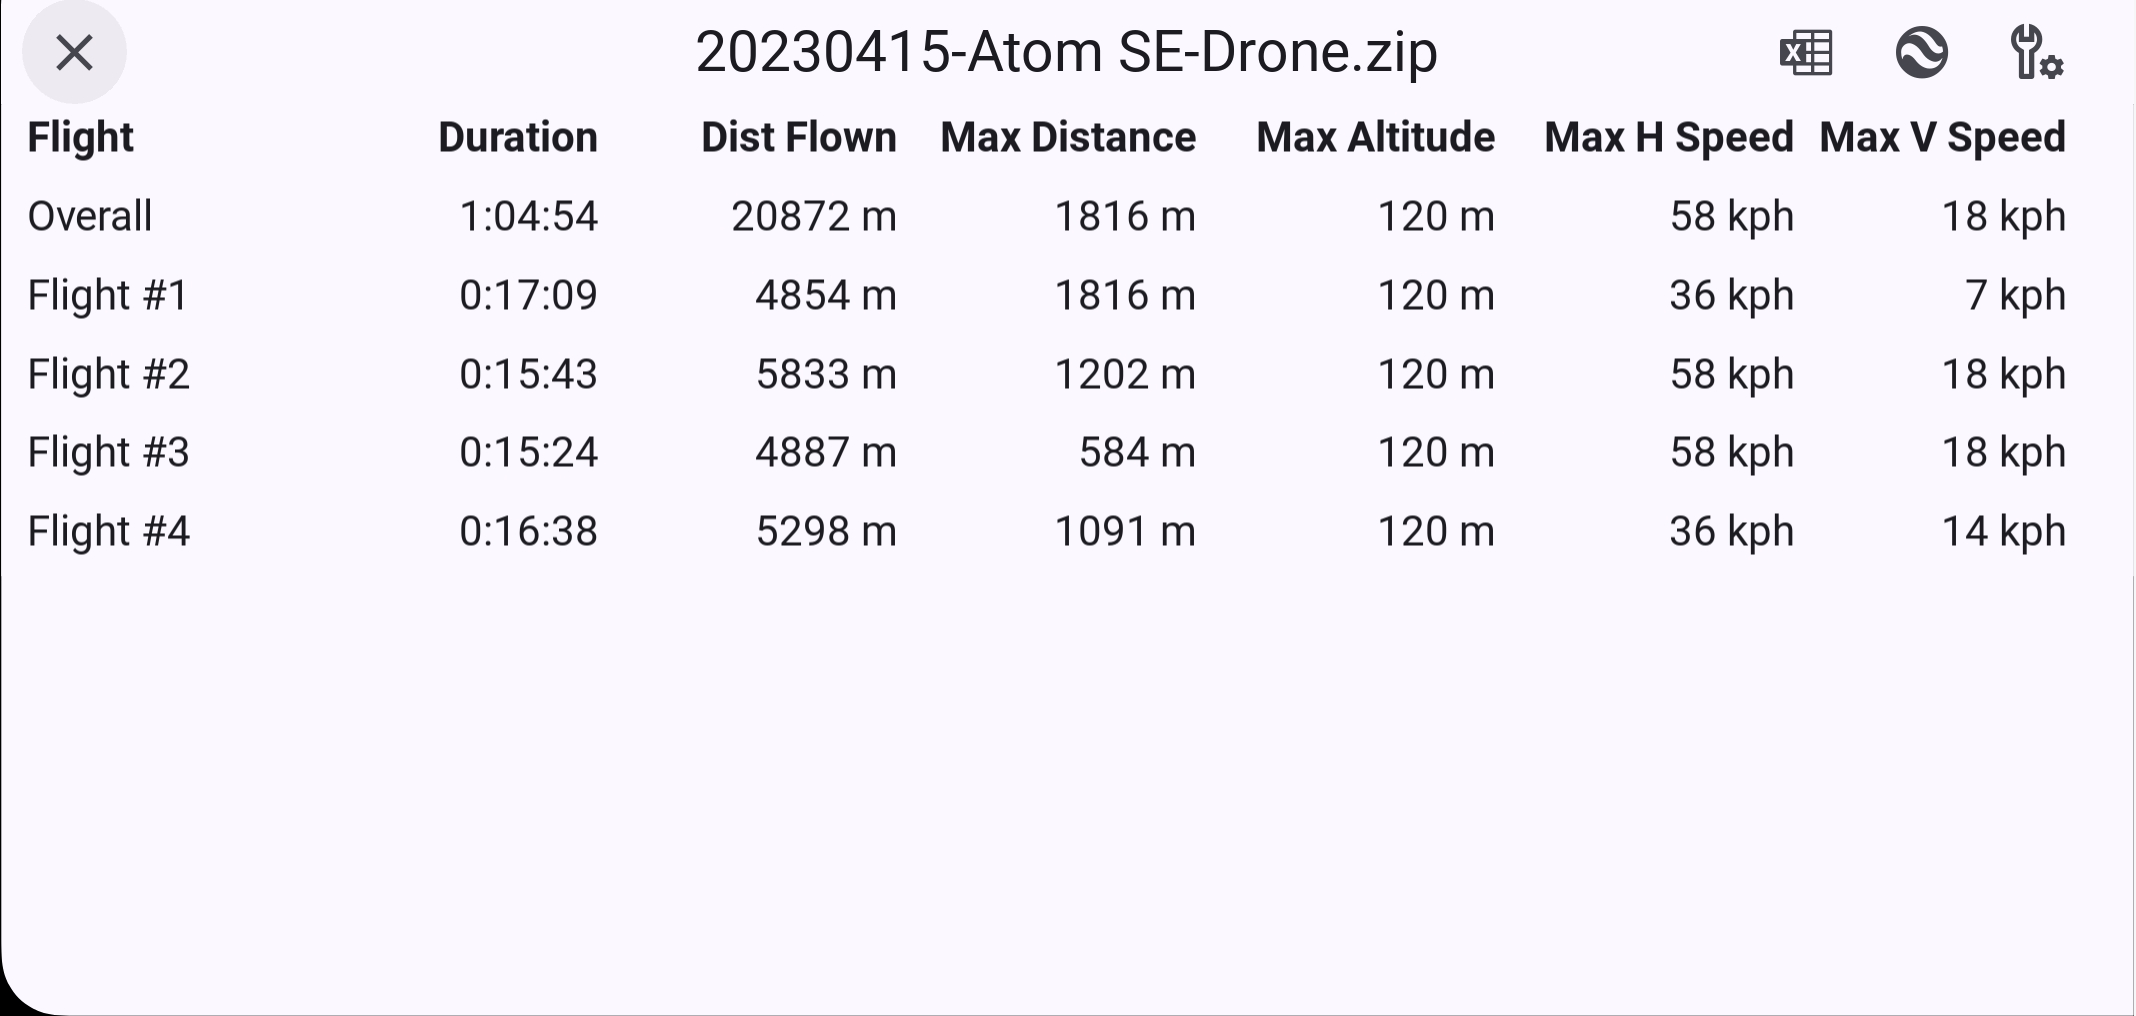 20230415-Atom SE-Drone.zip
Flight Duration Dist Flown Max Distance Max Altitude Max H Speed Max V Speed
Overall 1:04:54 20872 m 1816 m 120 m 58 kph 18 kph
Flight #1 0:17:09 4854 m 1816 m 120 m 36 kph 7 kph
Flight #2 0:15:43 5833 m 1202 m 120 m 58 kph 18 kph
Flight #3 0:15:24 4887 m 584 m 120 m 58 kph 18 kph
Flight #4 0:16:38 5298 m 1091 m 120 m 36 kph 14 kph